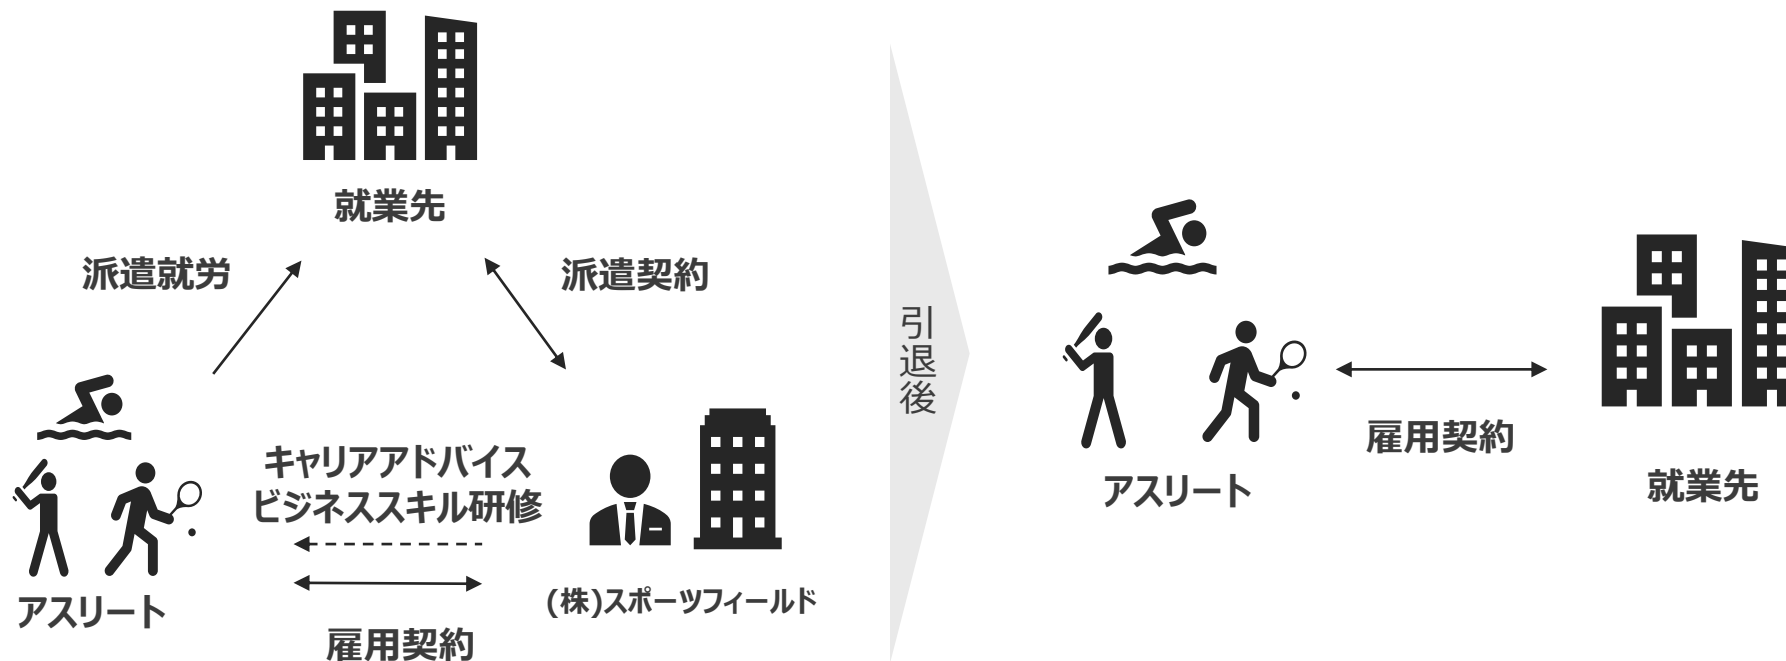 就業先
派遣就労
派遣契約
キャリアアドバイス
ビジネススキル研修
アスリート
(株)スポーツフィールド
雇用契約
引退後
アスリート
雇用契約
就業先